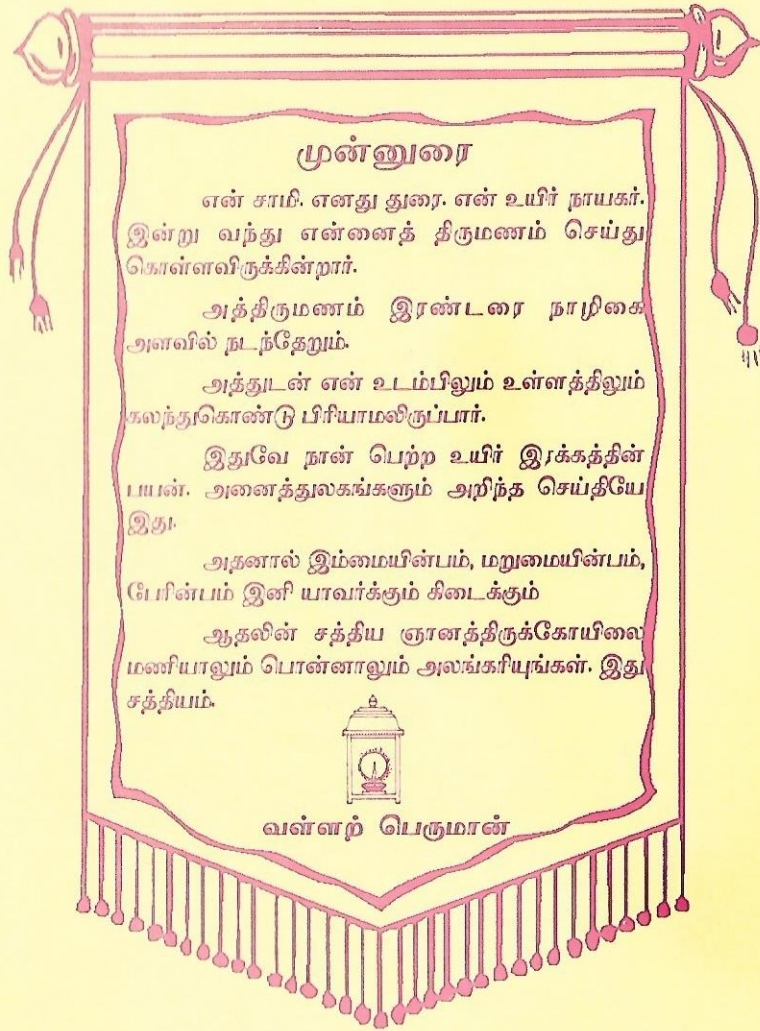 முன்னுரை
என் சாமி. எனது துரை. என் உயிர் நாயகர்.
இன்று வந்து என்னைத் திருமணம் செய்து
கொள்ளவிருக்கின்றார்.
அத்திருமணம் இரண்டரை நாழிகை
அளவில் நடந்தேறும்.
அத்துடன் என் உடம்பிலும் உள்ளத்திலும்
கலந்துகொண்டு பிரியாமலிருப்பார்.
இதுவே நான் பெற்ற உயிர் இரக்கத்தின்
பயன். அனைத்துலகங்களும் அறிந்த செய்தியே
இது.
அதனால் இம்மையின்பம், மறுமையின்பம்,
பேரின்பம் இனி யாவர்க்கும் கிடைக்கும்
ஆதலின் சத்திய ஞானத்திருக்கோயிலை
மணியாலும் பொன்னாலும் அலங்கரியுங்கள். இது
சத்தியம்.
வள்ளற் பெருமான்